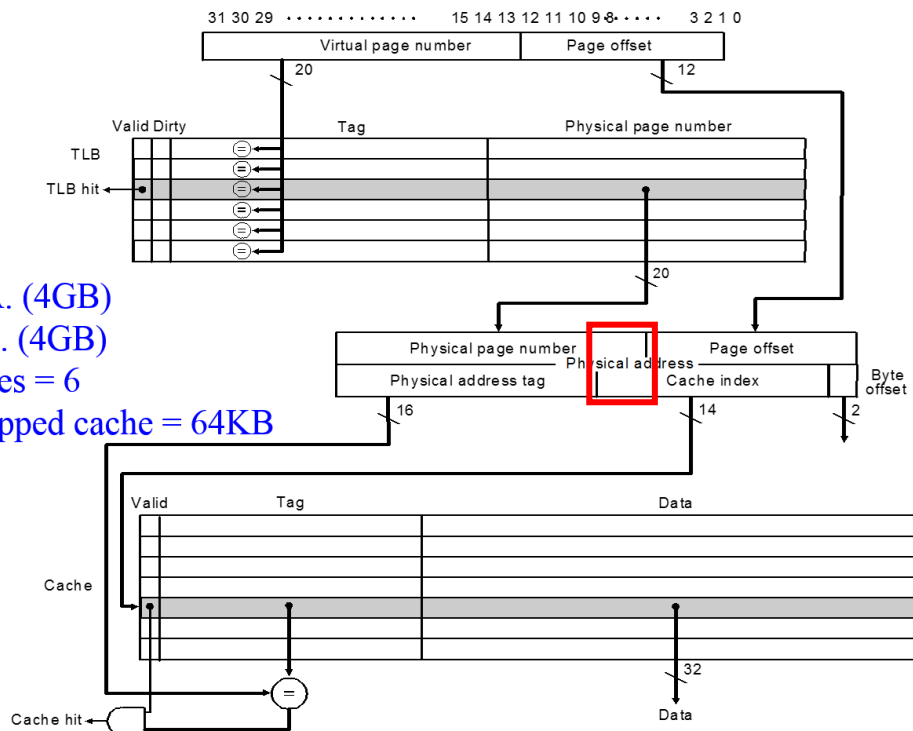 31 30 29 ·············· 15 14 13 12 11 10 9 8 ····· 3 2 1 0
Virtual page number Page offset
20 12
Valid Dirty Tag Physical page number
TLB
=
=
TLB hit =
=
=
=
20
. (4GB)
. (4GB)
es = 6
pped cache = 64KB
Physical page number Page offset
Physical address
Physical address tag Cache index Byte
offset
16 14 2
Valid Tag Data
Cache
32
=
Data
Cache hit